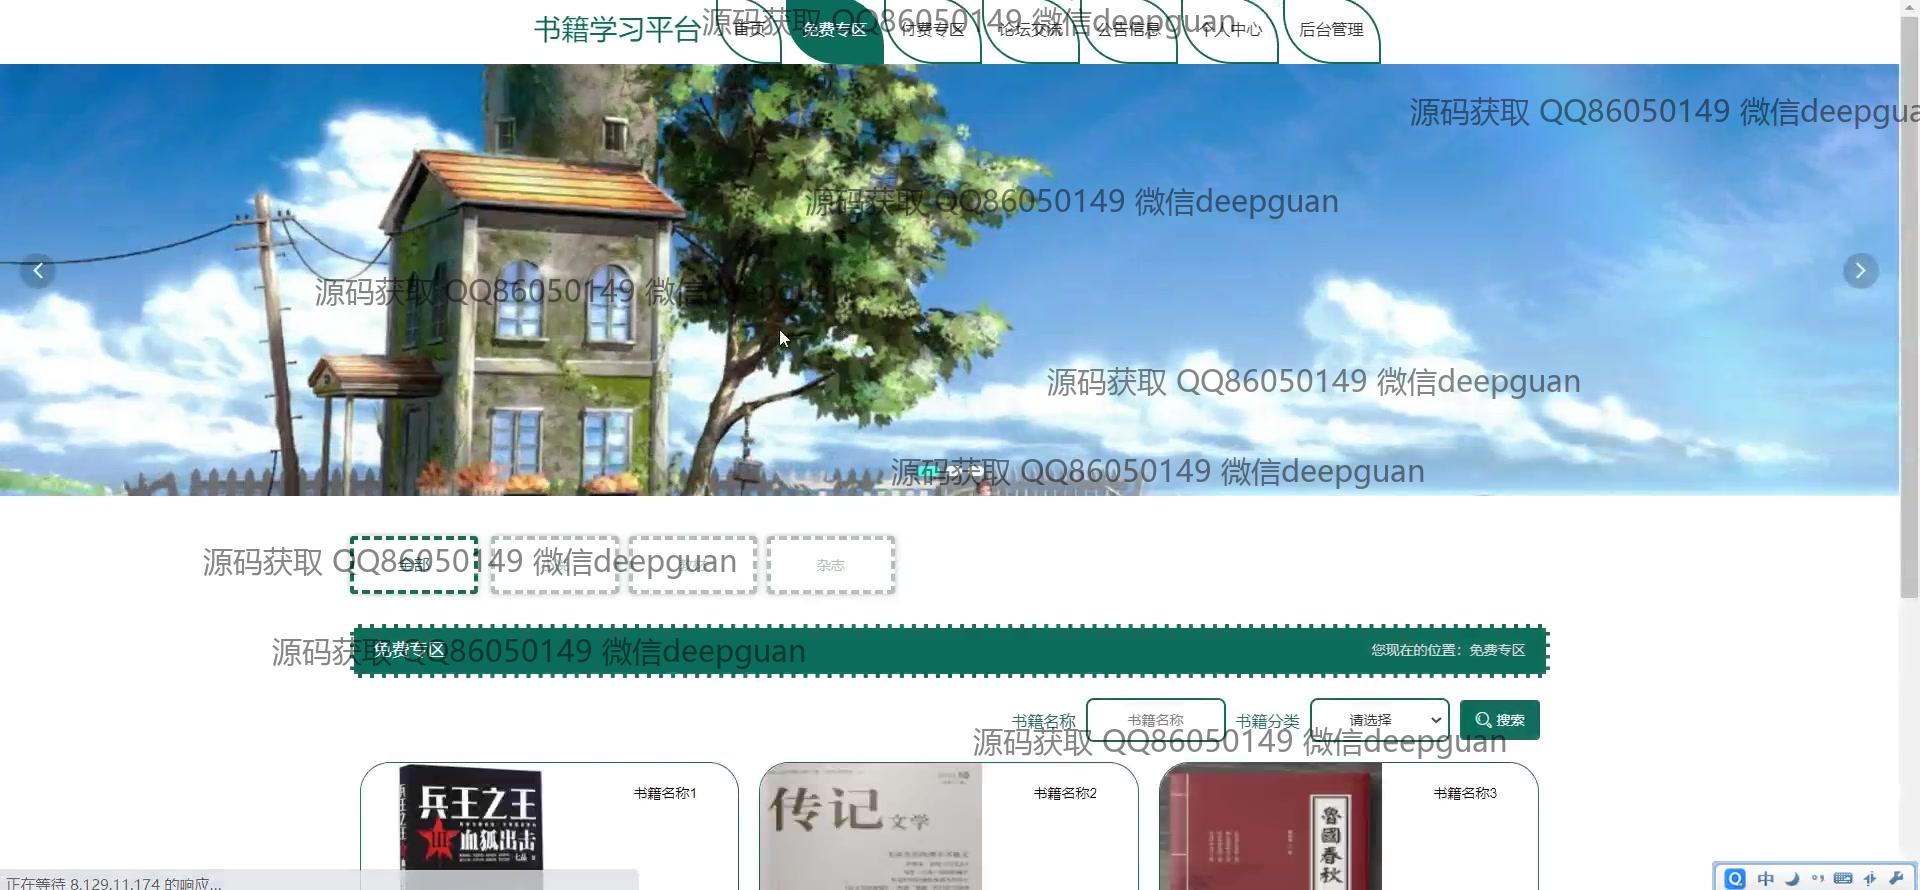 书籍学习平台
首页
免费专区
付费专区
论坛交流
公告信息
个人中心
后台管理
源码获取 QQ86050149 微信deepguan
源码获取 QQ86050149 微信deepgua
源码获取 QQ86050149 微信deepguan
源码获取 QQ86050149 微信deepguan
源码获取 QQ86050149 微信deepguan
源码获取 QQ86050149 微信deepguan
源码获取 QQ86050149 微信deepguan
全部
杂志
源码获取 QQ86050149 微信deepguan
免费专区
您现在的位置：免费专区
书籍名称
书籍名称
书籍分类
请选择
搜索
源码获取 QQ86050149 微信deepguan
兵王之王
III 血狐出击
书籍名称1
传记文学
书籍名称2
魯國春秋
书籍名称3
正在等待 8.129.11.174 的响应...
中